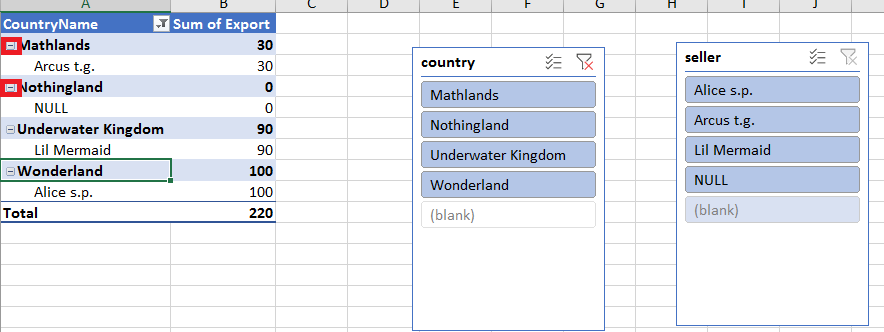 A B C D E F G H I J
CountryName Sum of Export
Mathlands 30
Arcus t.g. 30
Nothingland 0
NULL 0
Underwater Kingdom 90
Lil Mermaid 90
Wonderland 100
Alice s.p. 100
Total 220
country
Mathlands
Nothingland
Underwater Kingdom
Wonderland
(blank)
seller
Alice s.p.
Arcus t.g.
Lil Mermaid
NULL
(blank)